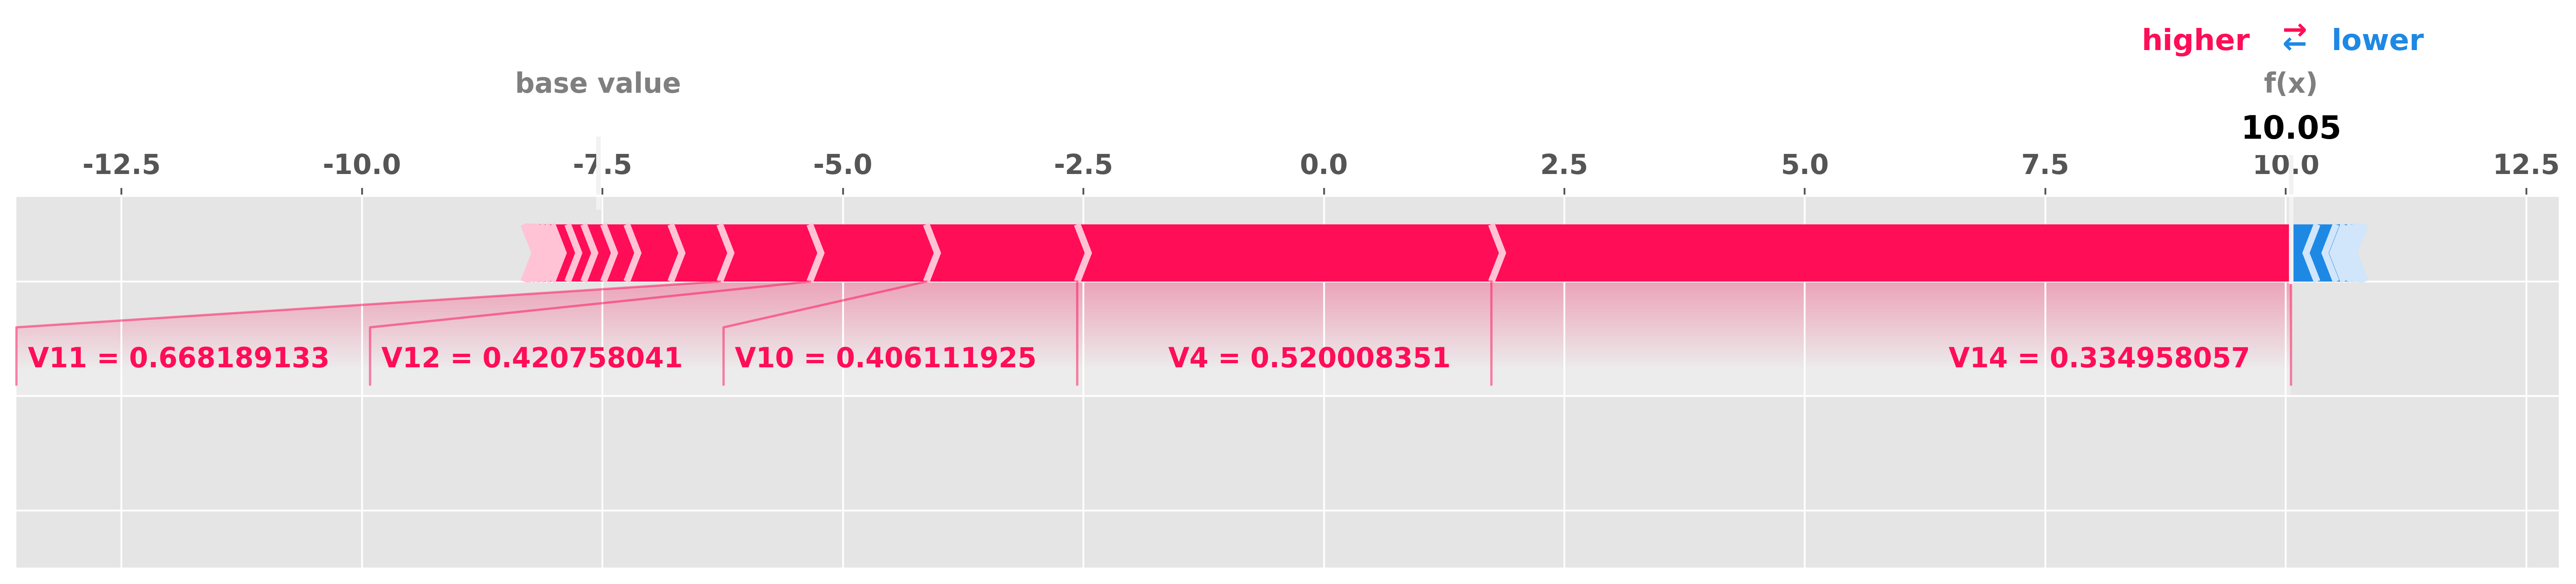 higher ⇄ lower
base value f(x)
10.05
-12.5 -10.0 -7.5 -5.0 -2.5 0.0 2.5 5.0 7.5 10.0 12.5
V11 = 0.668189133 V12 = 0.420758041 V10 = 0.406111925 V4 = 0.520008351 V14 = 0.334958057